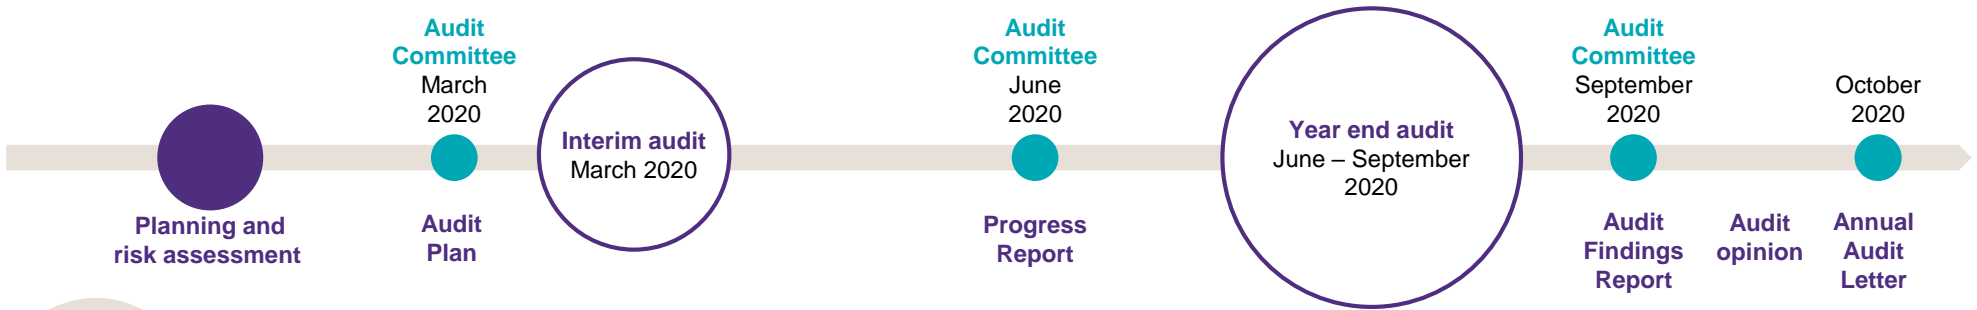 Audit
Committee
March
2020
Audit
Committee
June
2020
Audit
Committee
September
2020
October
2020
Interim audit
March 2020
Year end audit
June – September
2020
Planning and
risk assessment
Audit
Plan
Progress
Report
Audit
Findings
Report
Audit
opinion
Annual
Audit
Letter